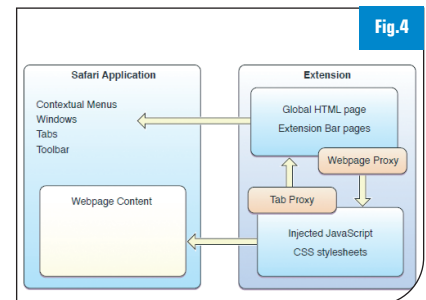 Fig.4
Safari Application
Contextual Menus
Windows
Tabs
Toolbar
Webpage Content
Extension
Global HTML page
Extension Bar pages
Webpage Proxy
Tab Proxy
Injected JavaScript
CSS stylesheets